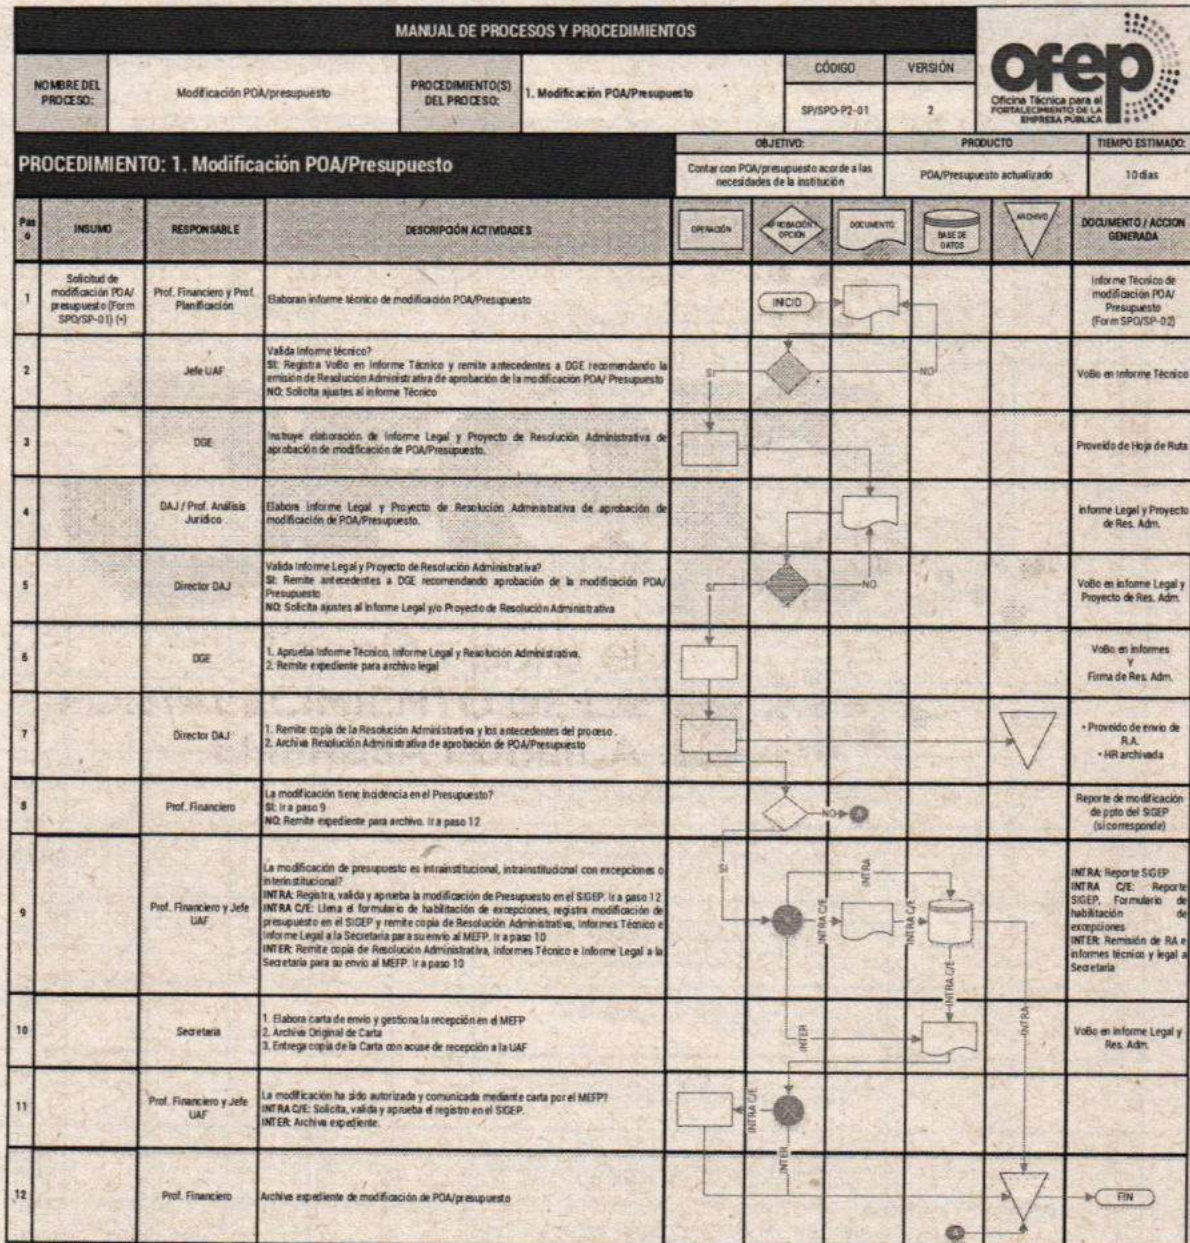 MANUAL DE PROCESOS Y PROCEDIMIENTOS
ofep
Oficina Técnica para el
FORTALECIMIENTO DE LA
EMPRESA PÚBLICA
NOMBRE DEL
PROCESO:
Modificación POA/presupuesto
PROCEDIMIENTO(S)
DEL PROCESO:
1. Modificación POA/Presupuesto
CÓDIGO
VERSIÓN
SP/SPO-P2-01
2
PROCEDIMIENTO: 1. Modificación POA/Presupuesto
OBJETIVO:
PRODUCTO
TIEMPO ESTIMADO:
Contar con POA/presupuesto acorde a las
necesidades de la institución
POA/Presupuesto actualizado
10 días
Pas
o
INSUMO
RESPONSABLE
DESCRIPCIÓN ACTIVIDADES
OPERACIÓN
APROBACIÓN Y
OPCIÓN
DOCUMENTO
BASE DE
DATOS
ARCHIVO
DOCUMENTO / ACCION
GENERADA
1
Solicitud de
modificación POA/
presupuesto (Form
SPO/SP-01) (*)
Prof. Financiero y Prof.
Planificación
Elaboran informe técnico de modificación POA/Presupuesto
INICIO
Informe Técnico de
modificación POA/
Presupuesto
(Form SPO/SP-02)
2
Jefe UAF
Valida Informe técnico?
SI: Registra VoBo en Informe Técnico y remite antecedentes a DGE recomendando la
emisión de Resolución Administrativa de aprobación de la modificación POA/ Presupuesto
NO: Solicita ajustes al informe Técnico
SI
NO
VoBo en Informe Técnico
3
DGE
Instruye elaboración de Informe Legal y Proyecto de Resolución Administrativa de
aprobación de modificación de POA/Presupuesto.
Proveido de Hoja de Ruta
4
DAJ / Prof. Análisis
Jurídico
Elabora Informe Legal y Proyecto de Resolución Administrativa de aprobación de
modificación de POA/Presupuesto.
informe Legal y Proyecto
de Res. Adm.
5
Director DAJ
Valida Informe Legal y Proyecto de Resolución Administrativa?
SI: Remite antecedentes a DGE recomendando aprobación de la modificación POA/
Presupuesto
NO: Solicita ajustes al Informe Legal y/o Proyecto de Resolución Administrativa
SI
NO
VoBo en informe Legal y
Proyecto de Res. Adm.
6
DGE
1. Aprueba Informe Técnico, Informe Legal y Resolución Administrativa.
2. Remite expediente para archivo legal
VoBo en informes
Y
Firma de Res. Adm.
7
Director DAJ
1. Remite copia de la Resolución Administrativa y los antecedentes del proceso.
2. Archiva Resolución Administrativa de aprobación de POA/Presupuesto
• Proveido de envio de
R.A.
• HR archivada
8
Prof. Financiero
La modificación tiene incidencia en el Presupuesto?
SI: Ir a paso 9
NO: Remite expediente para archivo. Ir a paso 12
NO
SI
Reporte de modificación
de ppto del SIGEP
(si corresponde)
9
Prof. Financiero y Jefe
UAF
La modificación de presupuesto es intrainstitucional, intrainstitucional con excepciones o
interinstitucional?
INTRA: Registra, valida y aprueba la modificación de Presupuesto en el SIGEP. Ir a paso 12
INTRA C/E: Llena el formulario de habilitación de excepciones, registra modificación de
presupuesto en el SIGEP y remite copia de Resolución Administrativa, Informes Técnico e
Informe Legal a la Secretaria para su envio al MEFP. Ir a paso 10
INTER: Remite copia de Resolución Administrativa, Informes Técnico e Informe Legal a la
Secretaria para su envio al MEFP. Ir a paso 10
INTRA
INTRA C/E
INTRA C/E
INTRA C/E
INTRA: Reporte SIGEP
INTRA C/E: Reporte
SIGEP, Formulario de
habilitación de
excepciones
INTER: Remisión de RA e
informes técnico y legal a
Secretaria
10
Secretaria
1. Elabora carta de envio y gestiona la recepción en el MEFP
2. Archiva Original de Carta
3. Entrega copia de la Carta con acuse de recepción a la UAF
INTER
INTRA
VoBo en informe Legal y
Res. Adm.
11
Prof. Financiero y Jefe
UAF
La modificación ha sido autorizada y comunicada mediante carta por el MEFP?
INTRA C/E: Solicita, valida y aprueba el registro en el SIGEP.
INTER: Archiva expediente.
INTRA C/E
INTER
12
Prof. Financiero
Archiva expediente de modificación de POA/presupuesto
FIN